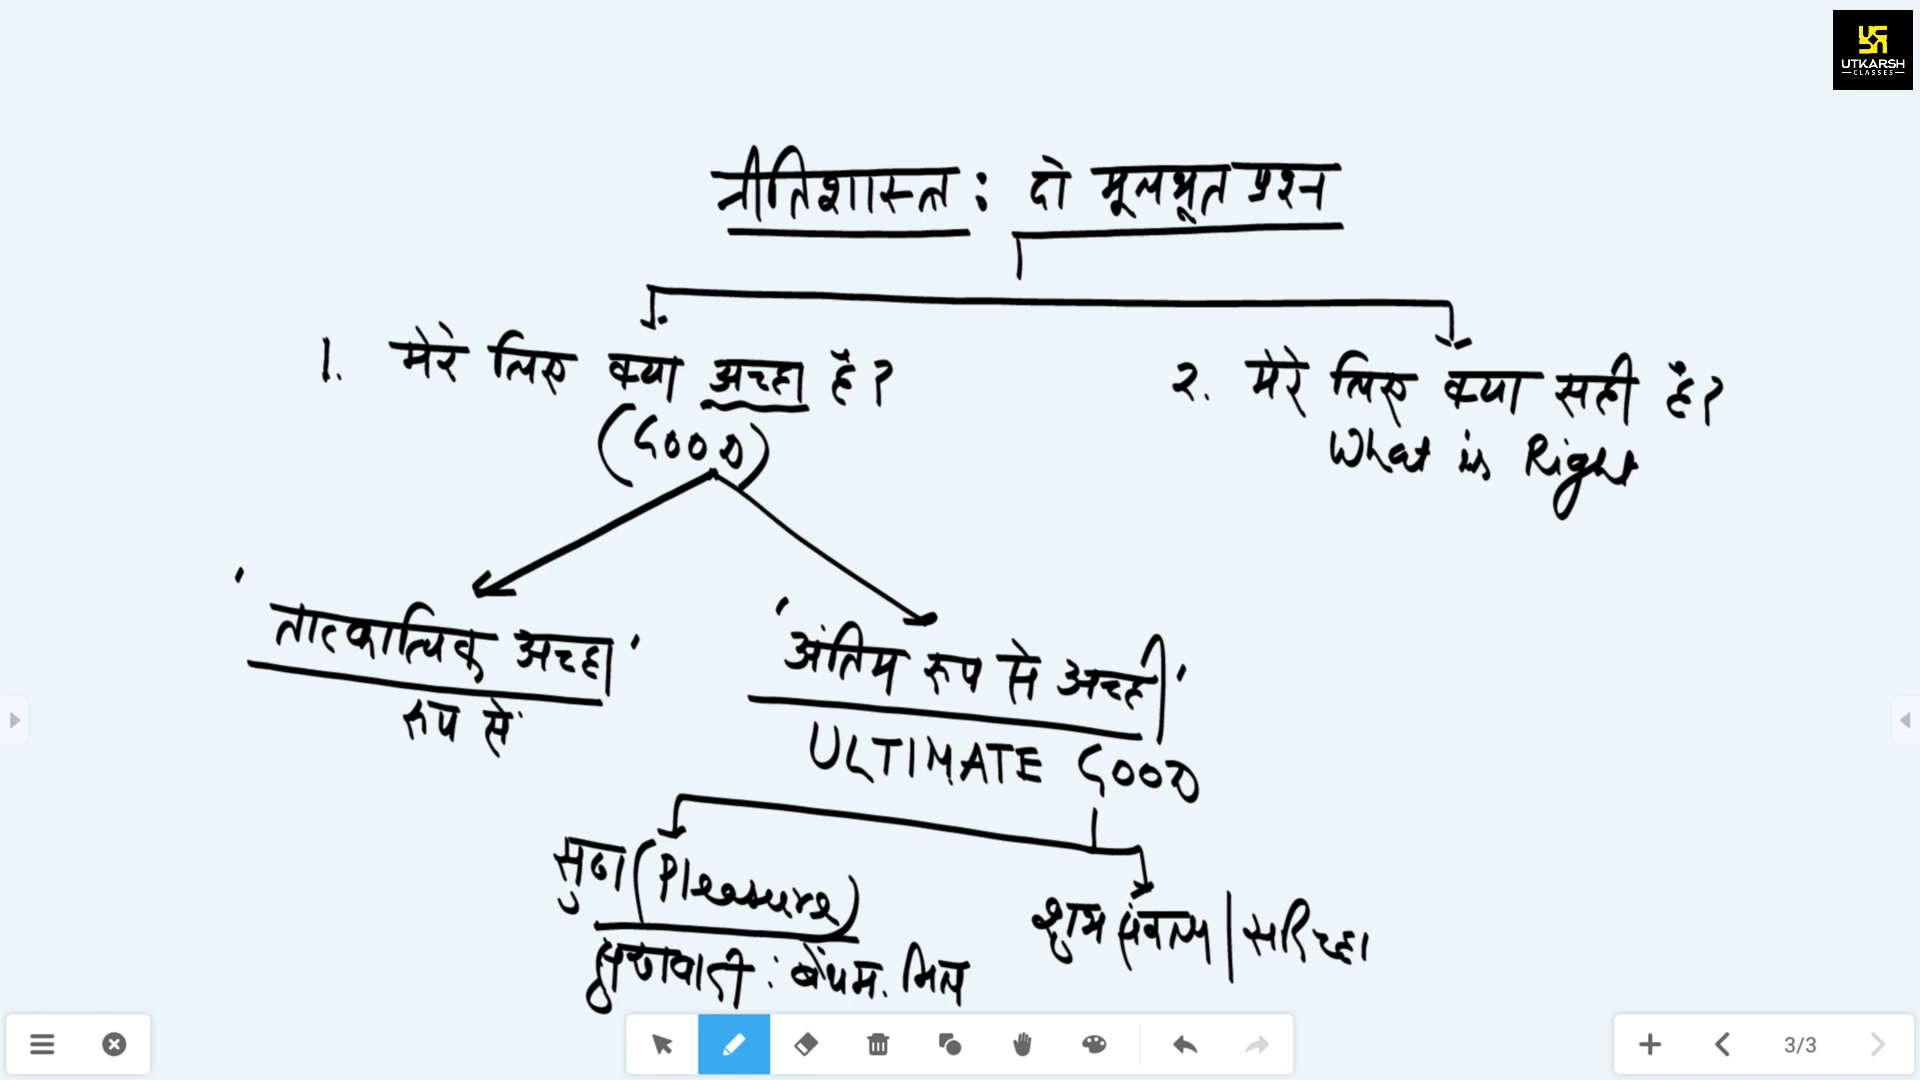 UTKARSH
CLASSES
नीतिशास्त्र : दो मूलभूत प्रश्न
1. मेरे लिए क्या अच्छा है?
(GOOD)
2. मेरे लिए क्या सही है?
What is Right
'तात्कालिक अच्छा'
रूप से
'अंतिम रूप से अच्छी'
ULTIMATE GOOD
सुख (Pleasure)
सुखवादी : बेंथम. मिल
शुभ संकल्प | सदिच्छा
3/3